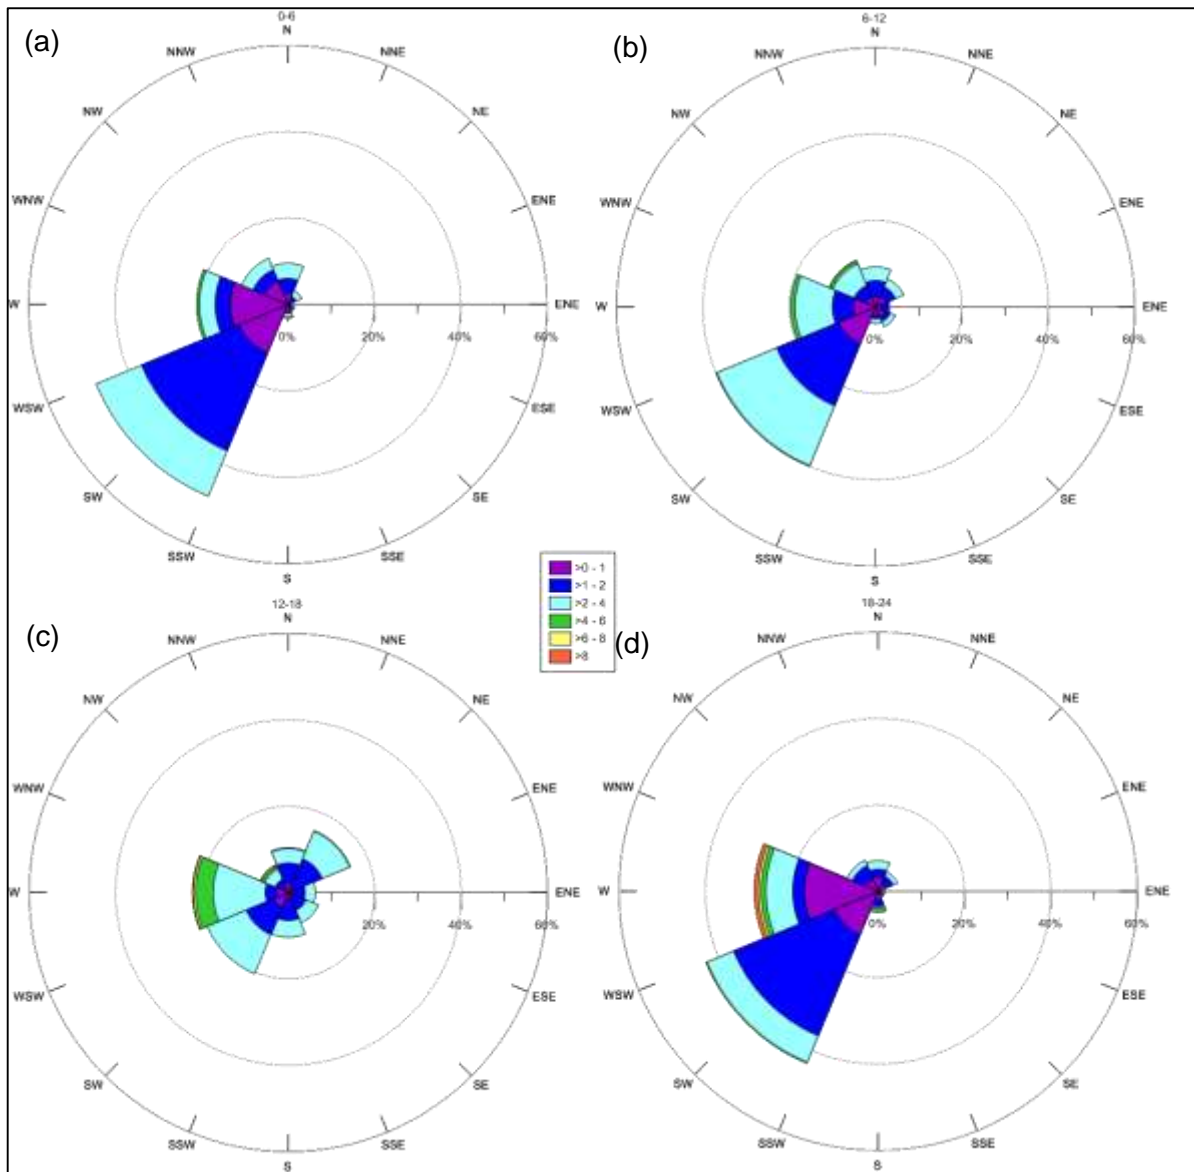 (a)
0-6
N
NNW
NNE
NW
NE
WNW
ENE
W
ENE
0%
20%
40%
60%
WSW
ESE
SW
SE
SSW
SSE
S
(b)
6-12
N
NNW
NNE
NW
NE
WNW
ENE
W
ENE
0%
20%
40%
60%
WSW
ESE
SW
SE
SSW
SSE
S
>0 - 1
>1 - 2
>2 - 4
>4 - 6
>6 - 8
>8
(c)
12-18
N
NNW
NNE
NW
NE
WNW
ENE
W
ENE
20%
40%
60%
WSW
ESE
SW
SE
SSW
SSE
S
(d)
18-24
N
NNW
NNE
NW
NE
WNW
ENE
W
ENE
0%
20%
40%
60%
WSW
ESE
SW
SE
SSW
SSE
S